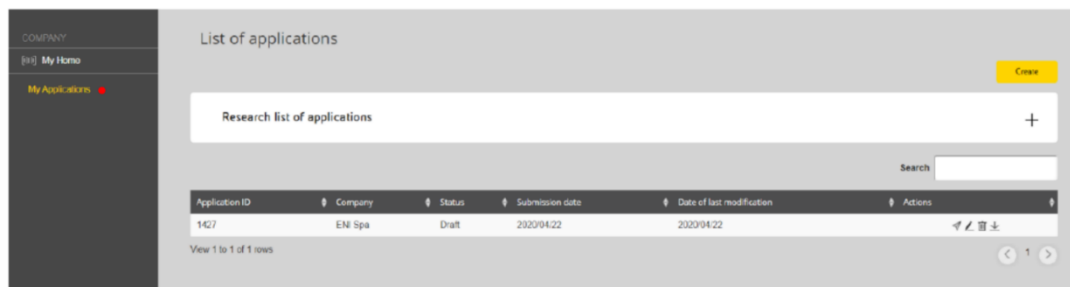 COMPANY
My Home
My Applications
List of applications
Create
Research list of applications
Search
Application ID Company Status Submission date Date of last modification Actions
1427 ENI Spa Draft 2020/04/22 2020/04/22
View 1 to 1 of 1 rows
1